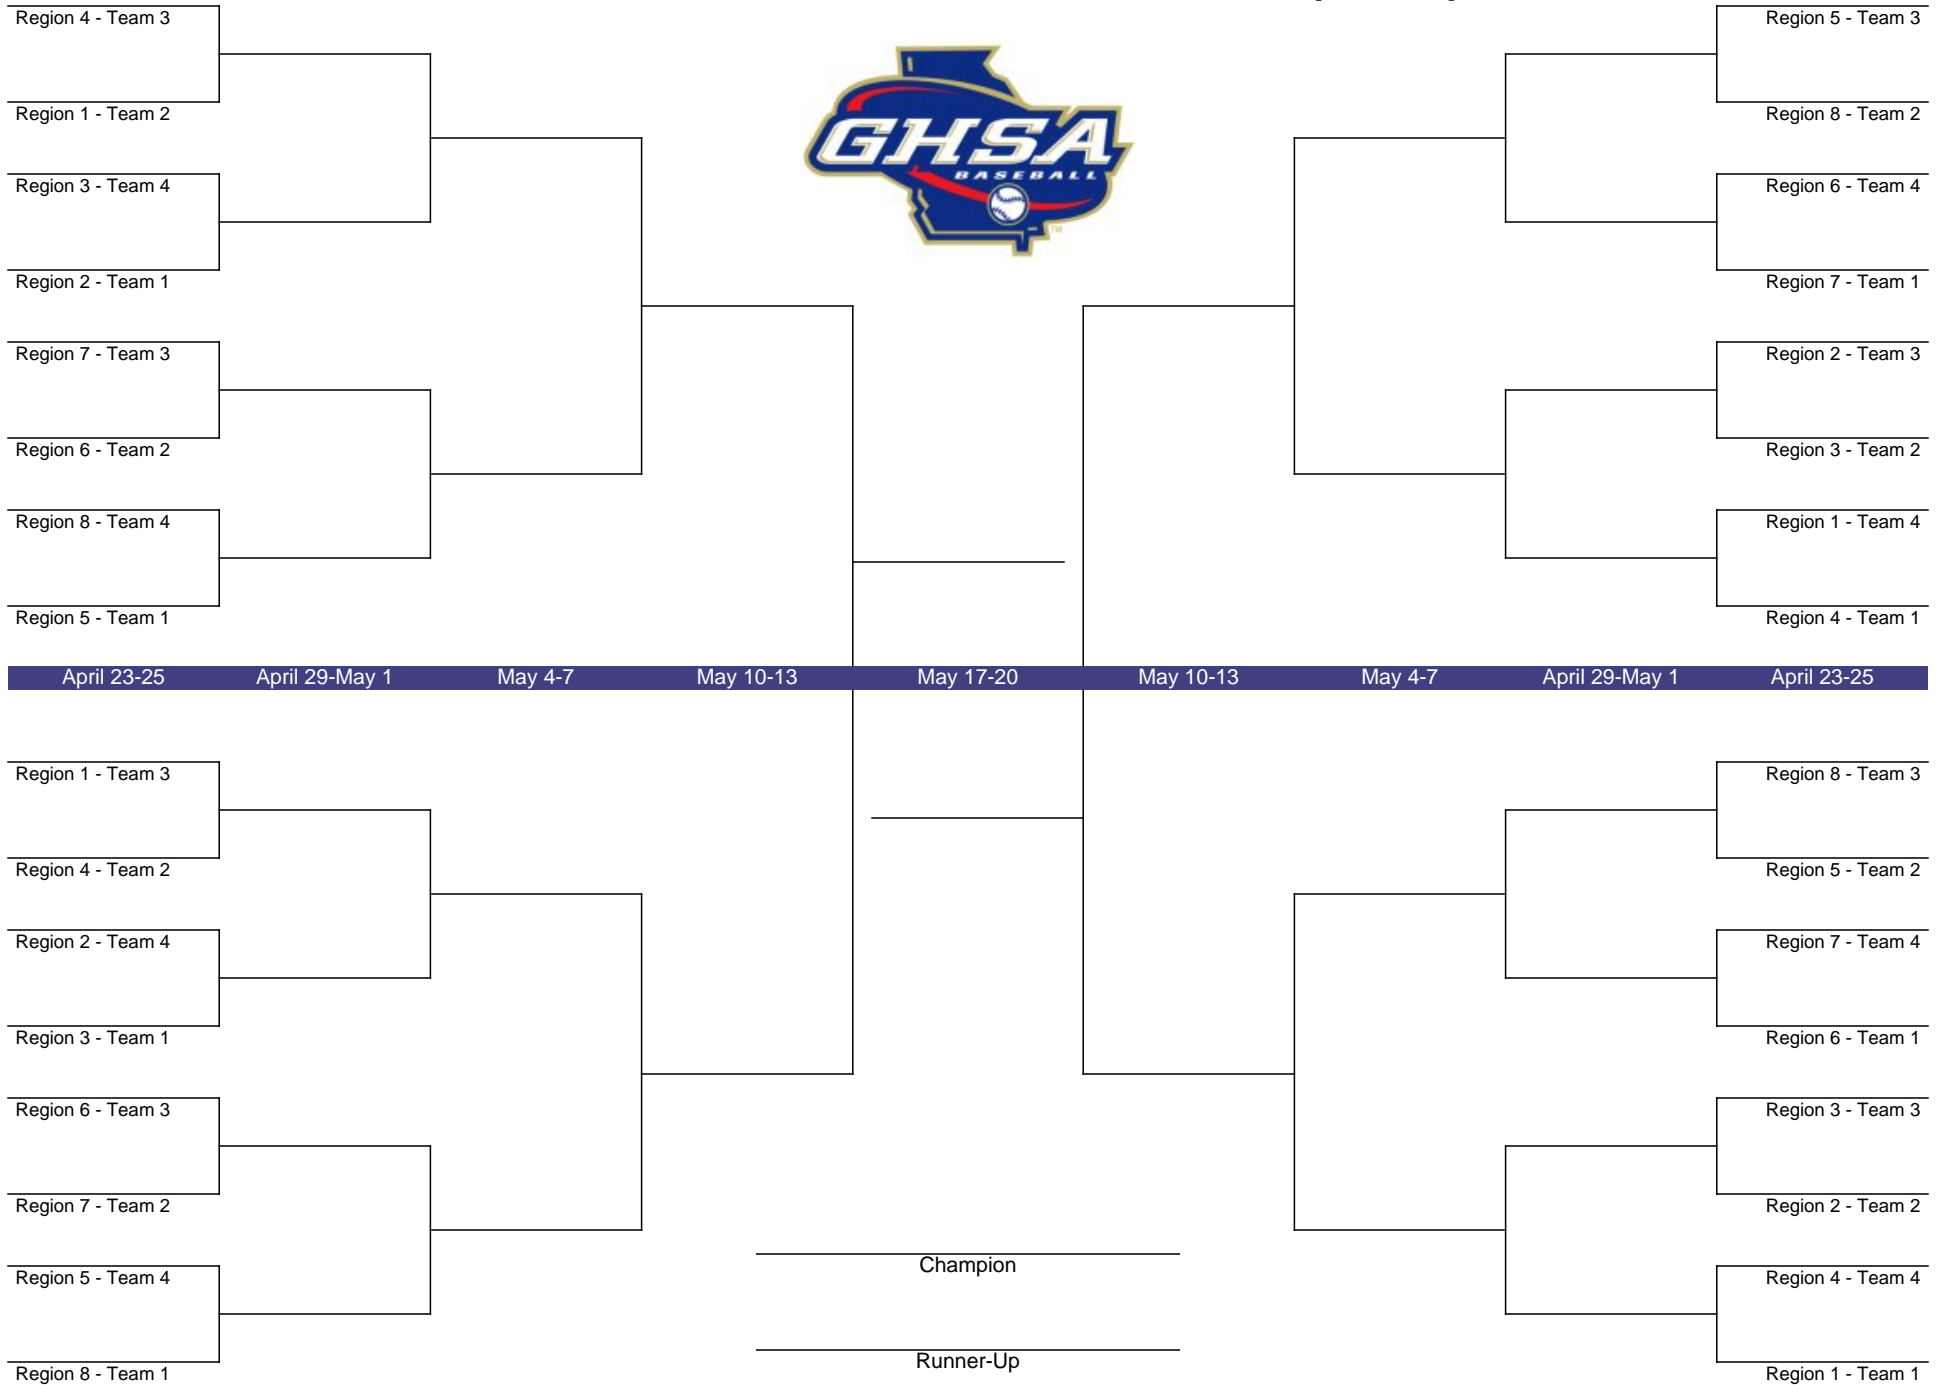 Region 4 - Team 3
Region 1 - Team 2
Region 3 - Team 4
Region 2 - Team 1
Region 7 - Team 3
Region 6 - Team 2
Region 8 - Team 4
Region 5 - Team 1
GHSA
BASEBALL
TM
Region 5 - Team 3
Region 8 - Team 2
Region 6 - Team 4
Region 7 - Team 1
Region 2 - Team 3
Region 3 - Team 2
Region 1 - Team 4
Region 4 - Team 1
April 23-25 April 29-May 1 May 4-7 May 10-13 May 17-20 May 10-13 May 4-7 April 29-May 1 April 23-25
Region 1 - Team 3
Region 4 - Team 2
Region 2 - Team 4
Region 3 - Team 1
Region 6 - Team 3
Region 7 - Team 2
Region 5 - Team 4
Region 8 - Team 1
Champion
Runner-Up
Region 8 - Team 3
Region 5 - Team 2
Region 7 - Team 4
Region 6 - Team 1
Region 3 - Team 3
Region 2 - Team 2
Region 4 - Team 4
Region 1 - Team 1